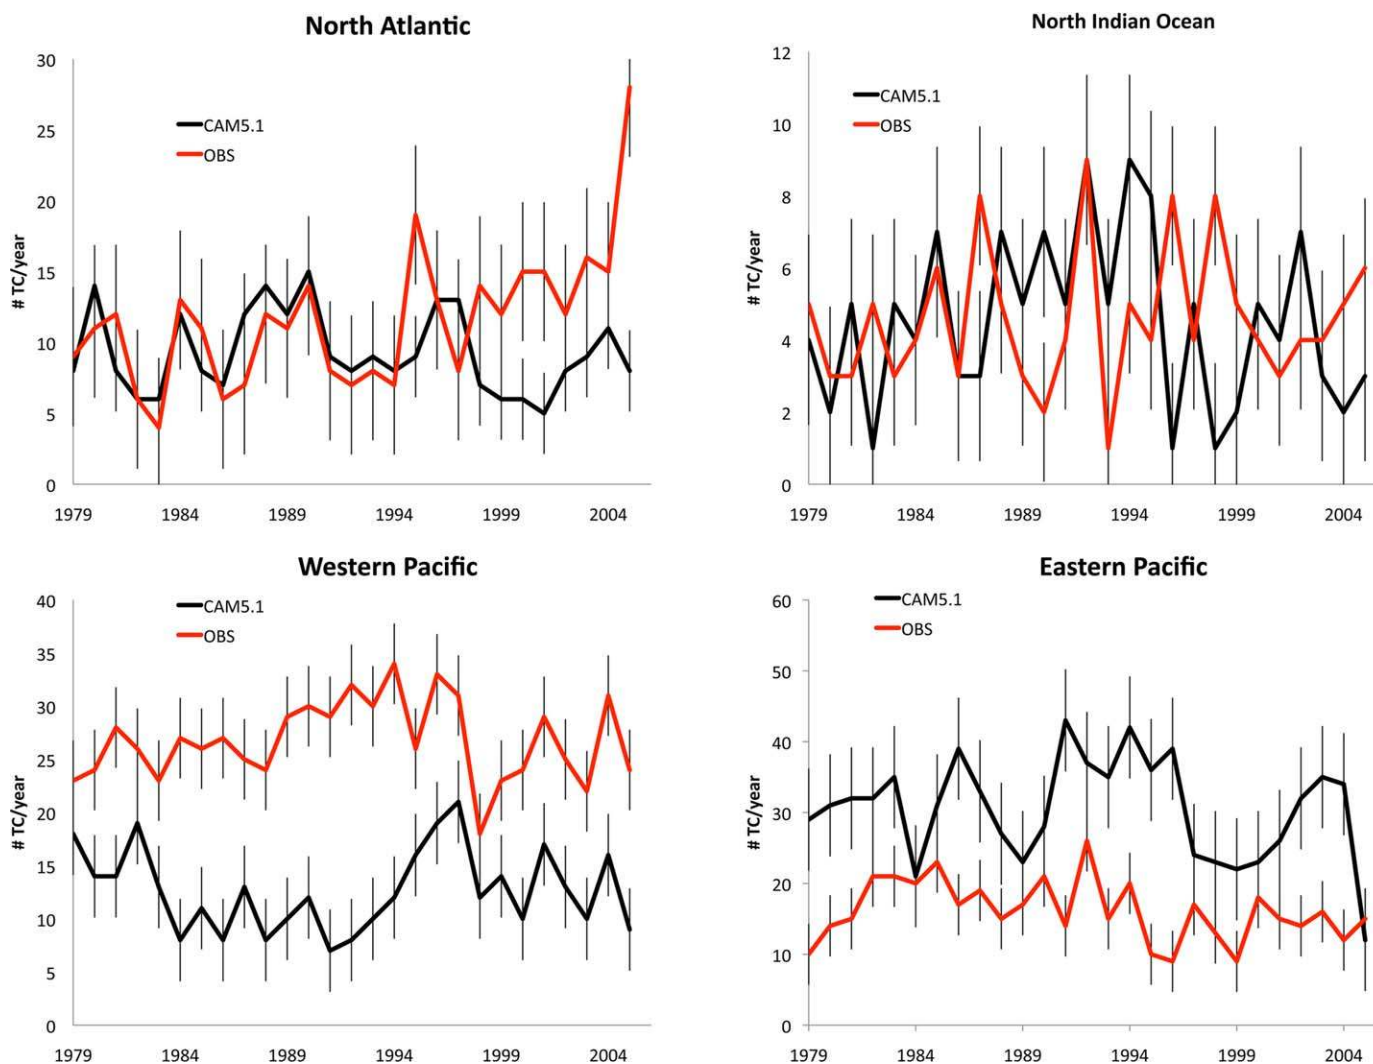 North Atlantic
30
25
20
15
10
5
0
# TC/year
CAM5.1
OBS
1979 1984 1989 1994 1999 2004
North Indian Ocean
12
10
8
6
4
2
0
# TC/year
CAM5.1
OBS
1979 1984 1989 1994 1999 2004
Western Pacific
40
35
30
25
20
15
10
5
0
# TC/year
CAM5.1
OBS
1979 1984 1989 1994 1999 2004
Eastern Pacific
60
50
40
30
20
10
0
# TC/year
CAM5.1
OBS
1979 1984 1989 1994 1999 2004